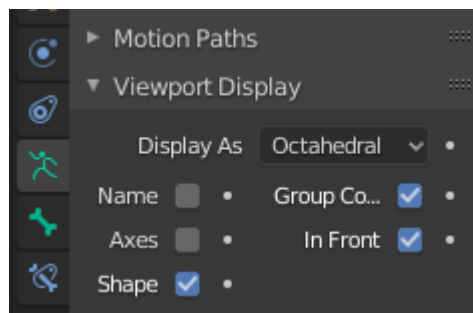 Motion Paths
Viewport Display
Display As Octahedral
Name Group Co...
Axes In Front
Shape